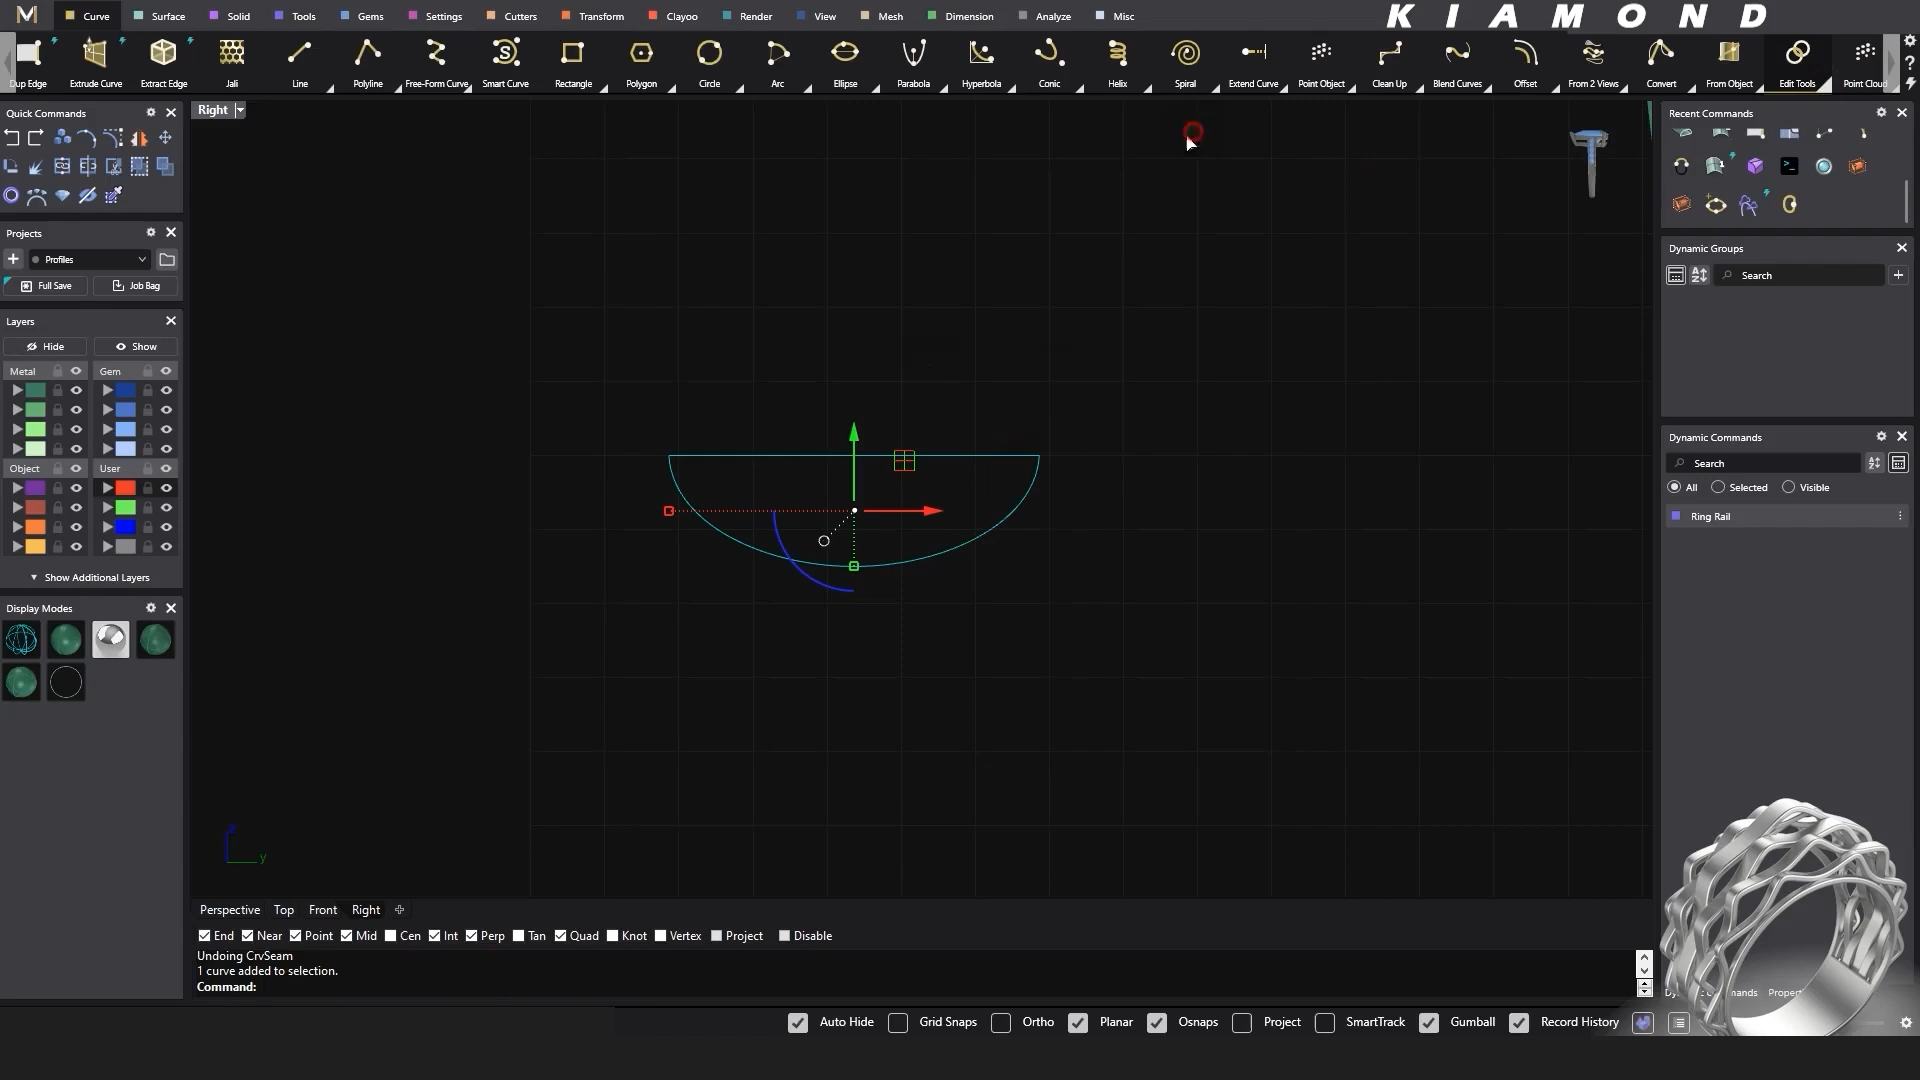 Curve Surface Solid Tools Gems Settings Cutters Transform Clayoo Render View Mesh Dimension Analyze Misc
KIAMOND
Dup Edge Extrude Curve Extract Edge Jali Line Polyline Free-Form Curve Smart Curve Rectangle Polygon Circle Arc Ellipse Parabola Hyperbola Conic Helix Spiral Extend Curve Point Object Clean Up Blend Curves Offset From 2 Views Convert From Object Edit Tools Point Cloud
Quick Commands
Right
Recent Commands
Projects
Profiles
Full Save Job Bag
Dynamic Groups
Search
Layers
Hide Show
Metal Gem
Object User
Show Additional Layers
Dynamic Commands
Search
All Selected Visible
Ring Rail
Display Modes
z
y
Perspective Top Front Right
End Near Point Mid Cen Int Perp Tan Quad Knot Vertex Project Disable
Undoing CrvSeam
1 curve added to selection.
Command:
Auto Hide Grid Snaps Ortho Planar Osnaps Project SmartTrack Gumball Record History